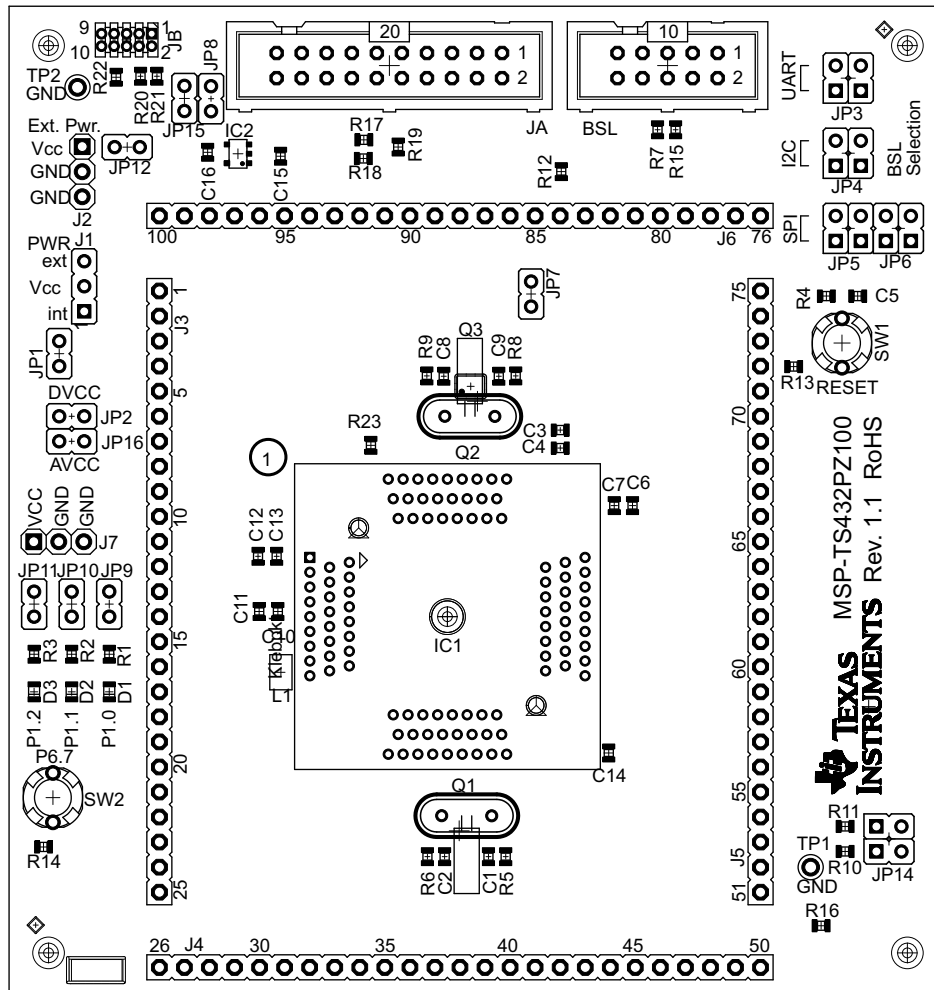 9 1
10 2
JB
R22
R20
R21
JP15
JP8
TP2
GND
20
1
2
JA
10
1
2
BSL
UART
JP3
I2C
JP4
SPI
JP5 JP6
BSL
Selection
Ext. Pwr.
Vcc
GND
GND
J2
JP12
IC2
C16
C15
R17
R18
R19
R12
R7
R15
100 95 90 85 80 J6 76
J1
PWR
ext
Vcc
int
JP1
DVCC
JP2
JP16
AVCC
1
J3
5
10
15
20
25
JP7
75
70
65
60
55
J5
51
R4
C5
SW1
R13
RESET
Q3
R9
C8
C9
R8
R23
Q2
C3
C4
1
C7
C6
VCC
GND
GND
J7
C12
C13
JP11 JP10 JP9
C11
IC1
L1
R3
R2
R1
D3
D2
D1
P1.2
P1.1
P1.0
P6.7
SW2
R14
C14
Q1
R6
C2
C1
R5
MSP-TS432PZ100
Rev. 1.1 RoHS
TEXAS
INSTRUMENTS
R11
R10
JP14
TP1
GND
R16
26 J4 30 35 40 45 50